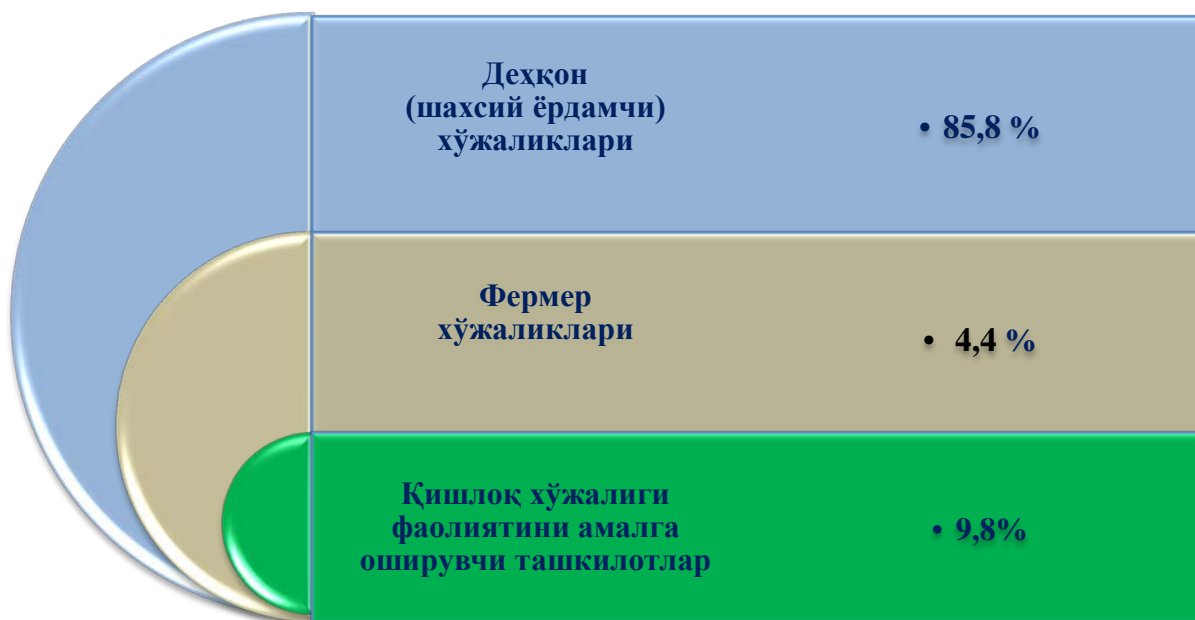 Деҳқон
(шахсий ёрдамчи)
хўжаликлари
• 85,8 %
Фермер
хўжаликлари
• 4,4 %
Қишлоқ хўжалиги
фаолиятини амалга
оширувчи ташкилотлар
• 9,8%